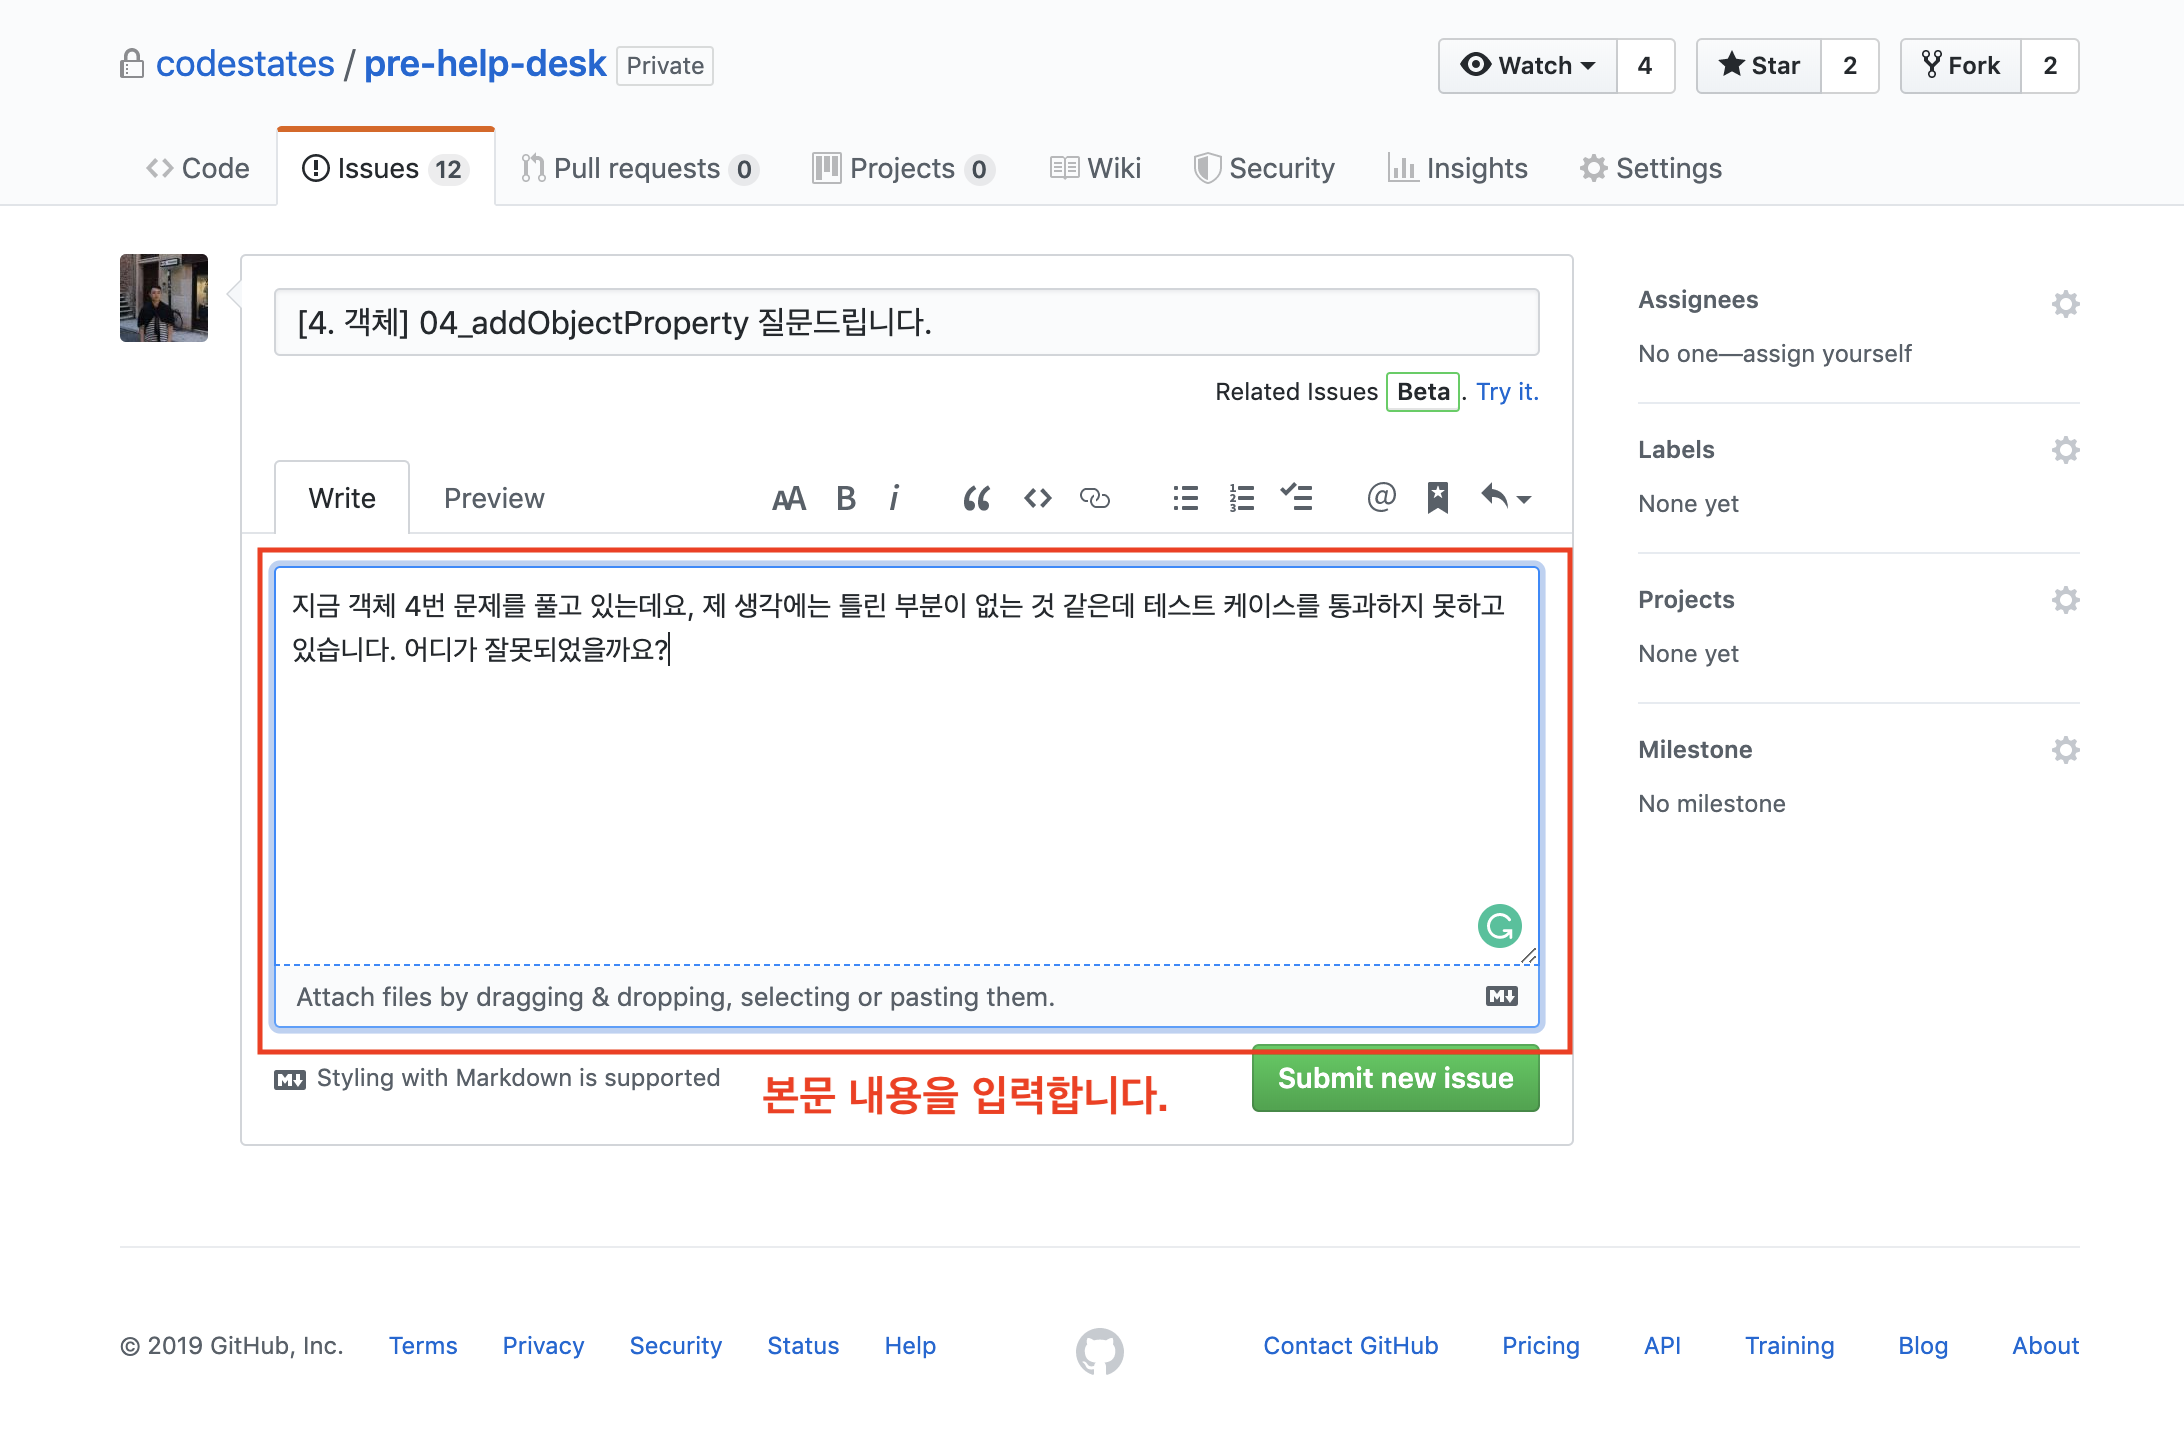 codestates / pre-help-desk Private
Watch 4 Star 2 Fork 2
Code Issues 12 Pull requests 0 Projects 0 Wiki Security Insights Settings
[4. 객체] 04_addObjectProperty 질문드립니다.
Related Issues Beta . Try it.
Write Preview AA B i
지금 객체 4번 문제를 풀고 있는데요, 제 생각에는 틀린 부분이 없는 것 같은데 테스트 케이스를 통과하지 못하고
있습니다. 어디가 잘못되었을까요?
Attach files by dragging & dropping, selecting or pasting them.
Styling with Markdown is supported
본문 내용을 입력합니다.
Submit new issue
Assignees
No one—assign yourself
Labels
None yet
Projects
None yet
Milestone
No milestone
© 2019 GitHub, Inc. Terms Privacy Security Status Help Contact GitHub Pricing API Training Blog About